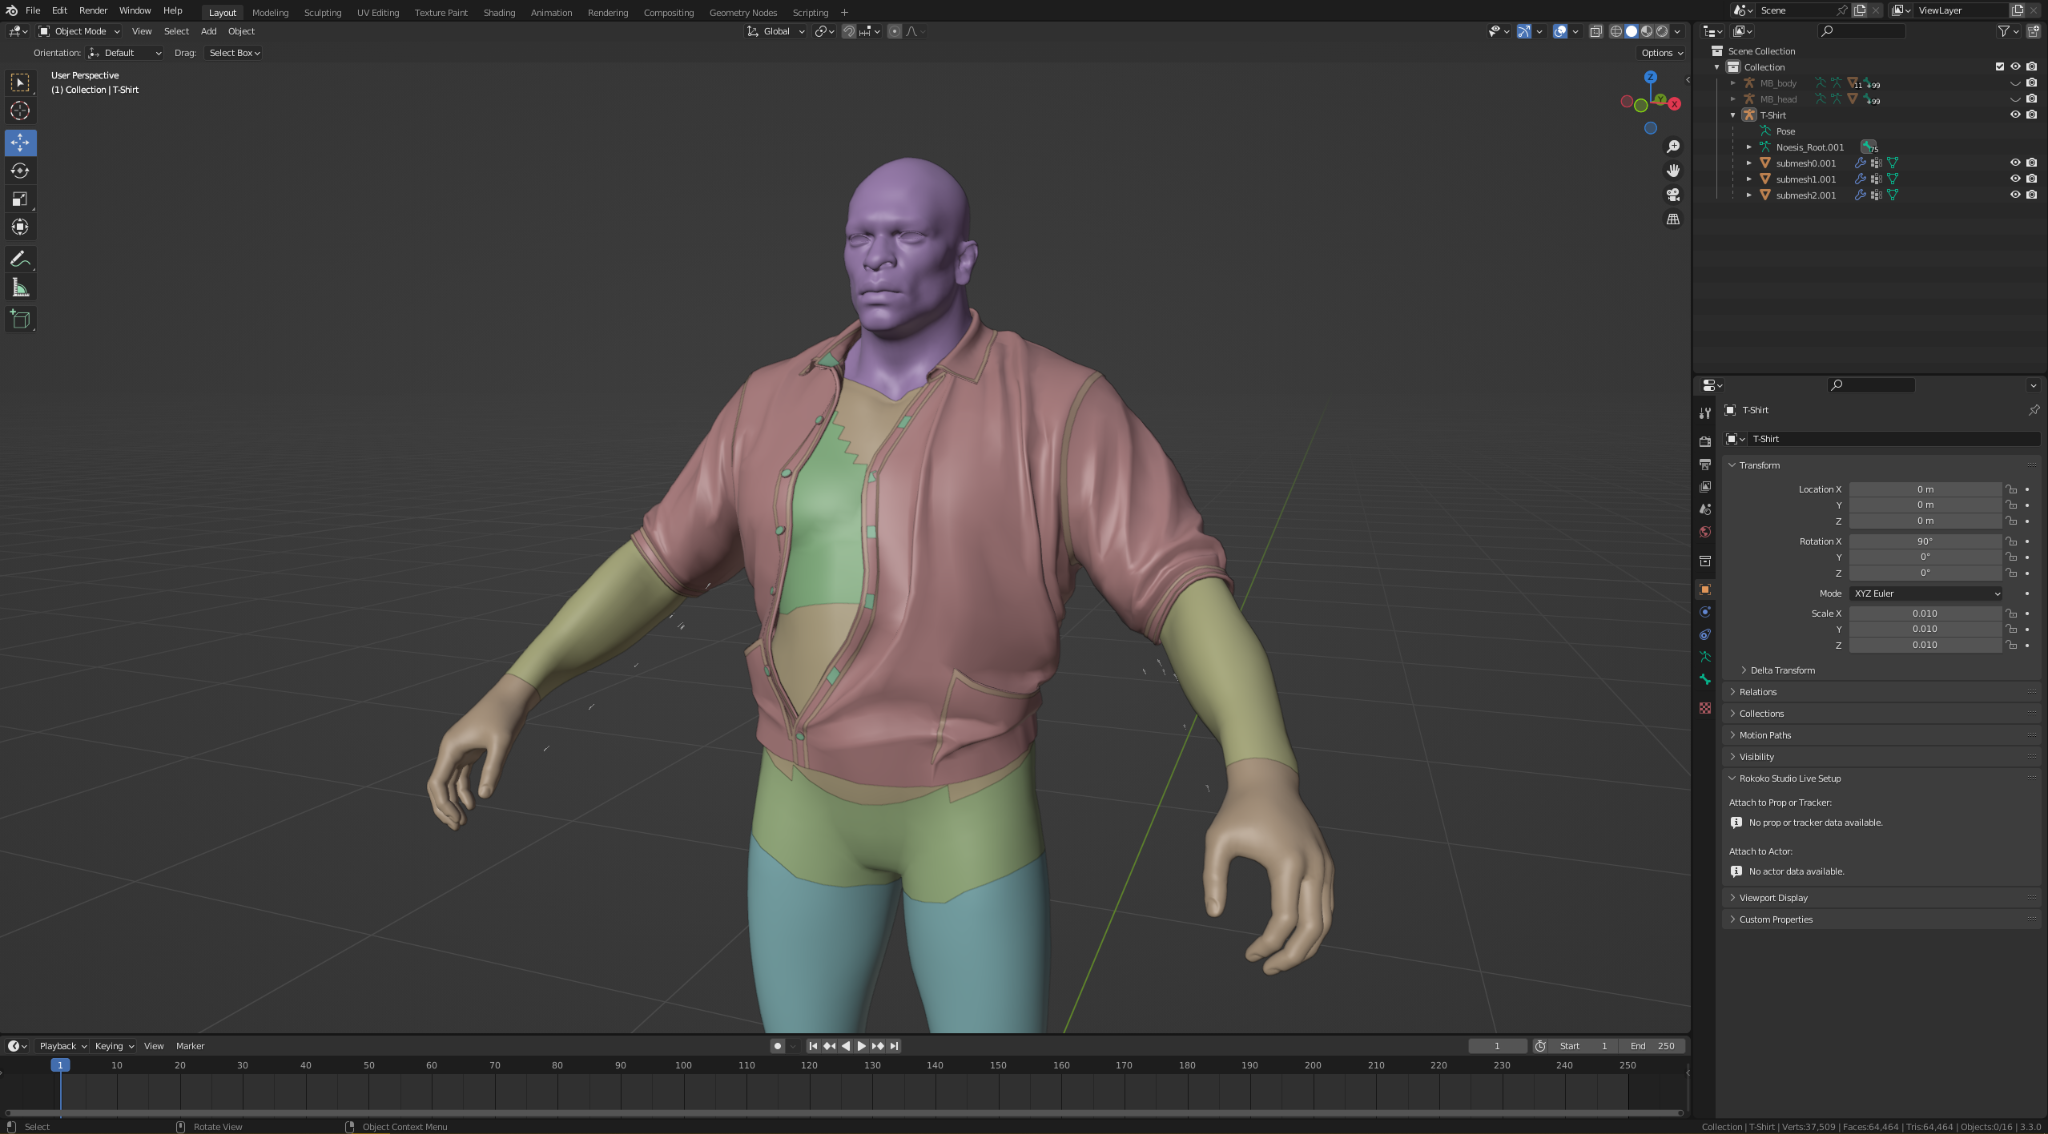 File Edit Render Window Help Layout Modeling Sculpting UV Editing Texture Paint Shading Animation Rendering Compositing Geometry Nodes Scripting + Scene ViewLayer
Object Mode View Select Add Object Global
Orientation: Default Drag: Select Box Options
User Perspective
(1) Collection | T-Shirt
Z
Y
X
Scene Collection
Collection
MB_body 11 99
MB_head 99
T-Shirt
Pose
Noesis_Root.001 75
submesh0.001
submesh1.001
submesh2.001
T-Shirt
T-Shirt
Transform
Location X 0 m
Y 0 m
Z 0 m
Rotation X 90°
Y 0°
Z 0°
Mode XYZ Euler
Scale X 0.010
Y 0.010
Z 0.010
Delta Transform
Relations
Collections
Motion Paths
Visibility
Rokoko Studio Live Setup
Attach to Prop or Tracker:
No prop or tracker data available.
Attach to Actor:
No actor data available.
Viewport Display
Custom Properties
Playback Keying View Marker 1 Start 1 End 250
1 10 20 30 40 50 60 70 80 90 100 110 120 130 140 150 160 170 180 190 200 210 220 230 240 250
Select Rotate View Object Context Menu Collection | T-Shirt | Verts:37,509 | Faces:64,464 | Tris:64,464 | Objects:0/16 | 3.3.0